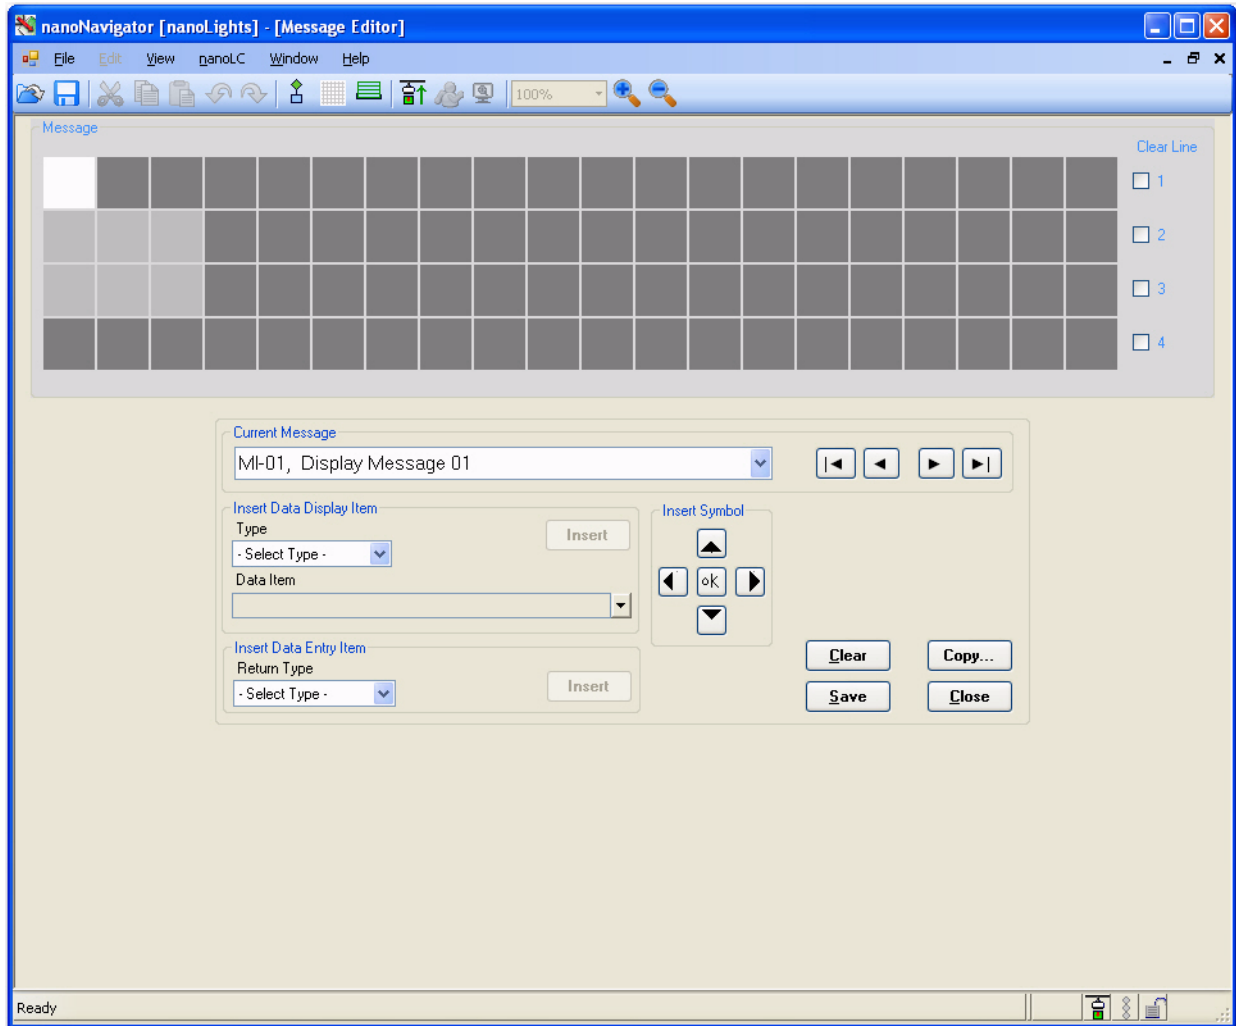 nanoNavigator [nanoLights] - [Message Editor]
File Edit View nanoLC Window Help
100%
Message
Clear Line
1
2
3
4
Current Message
MI-01, Display Message 01
Insert Data Display Item
Type
Insert
- Select Type -
Data Item
Insert Symbol
oK
Insert Data Entry Item
Return Type
Insert
- Select Type -
Clear Copy...
Save Close
Ready